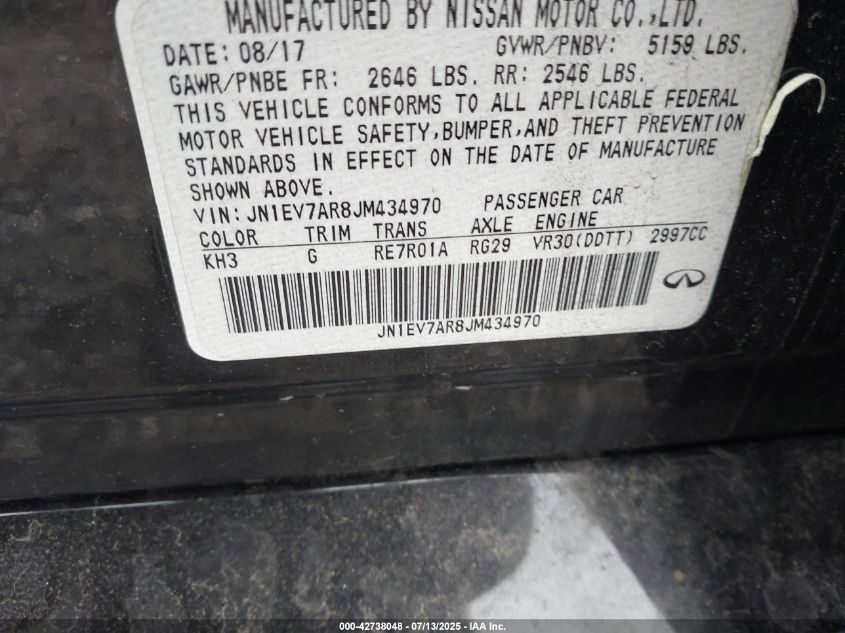 MANUFACTURED BY NISSAN MOTOR CO.,LTD.
DATE: 08/17 GVWR/PNBV: 5159 LBS.
GAWR/PNBE FR: 2646 LBS. RR: 2546 LBS.
THIS VEHICLE CONFORMS TO ALL APPLICABLE FEDERAL
MOTOR VEHICLE SAFETY,BUMPER,AND THEFT PREVENTION
STANDARDS IN EFFECT ON THE DATE OF MANUFACTURE
SHOWN ABOVE.
VIN:JN1EV7AR8JM434970 PASSENGER CAR
COLOR TRIM TRANS AXLE ENGINE
KH3 G RE7R01A RG29 VR30(DDTT) 2997CC
JN1EV7AR8JM434970
000-42738048 - 07/13/2025 - IAA Inc.